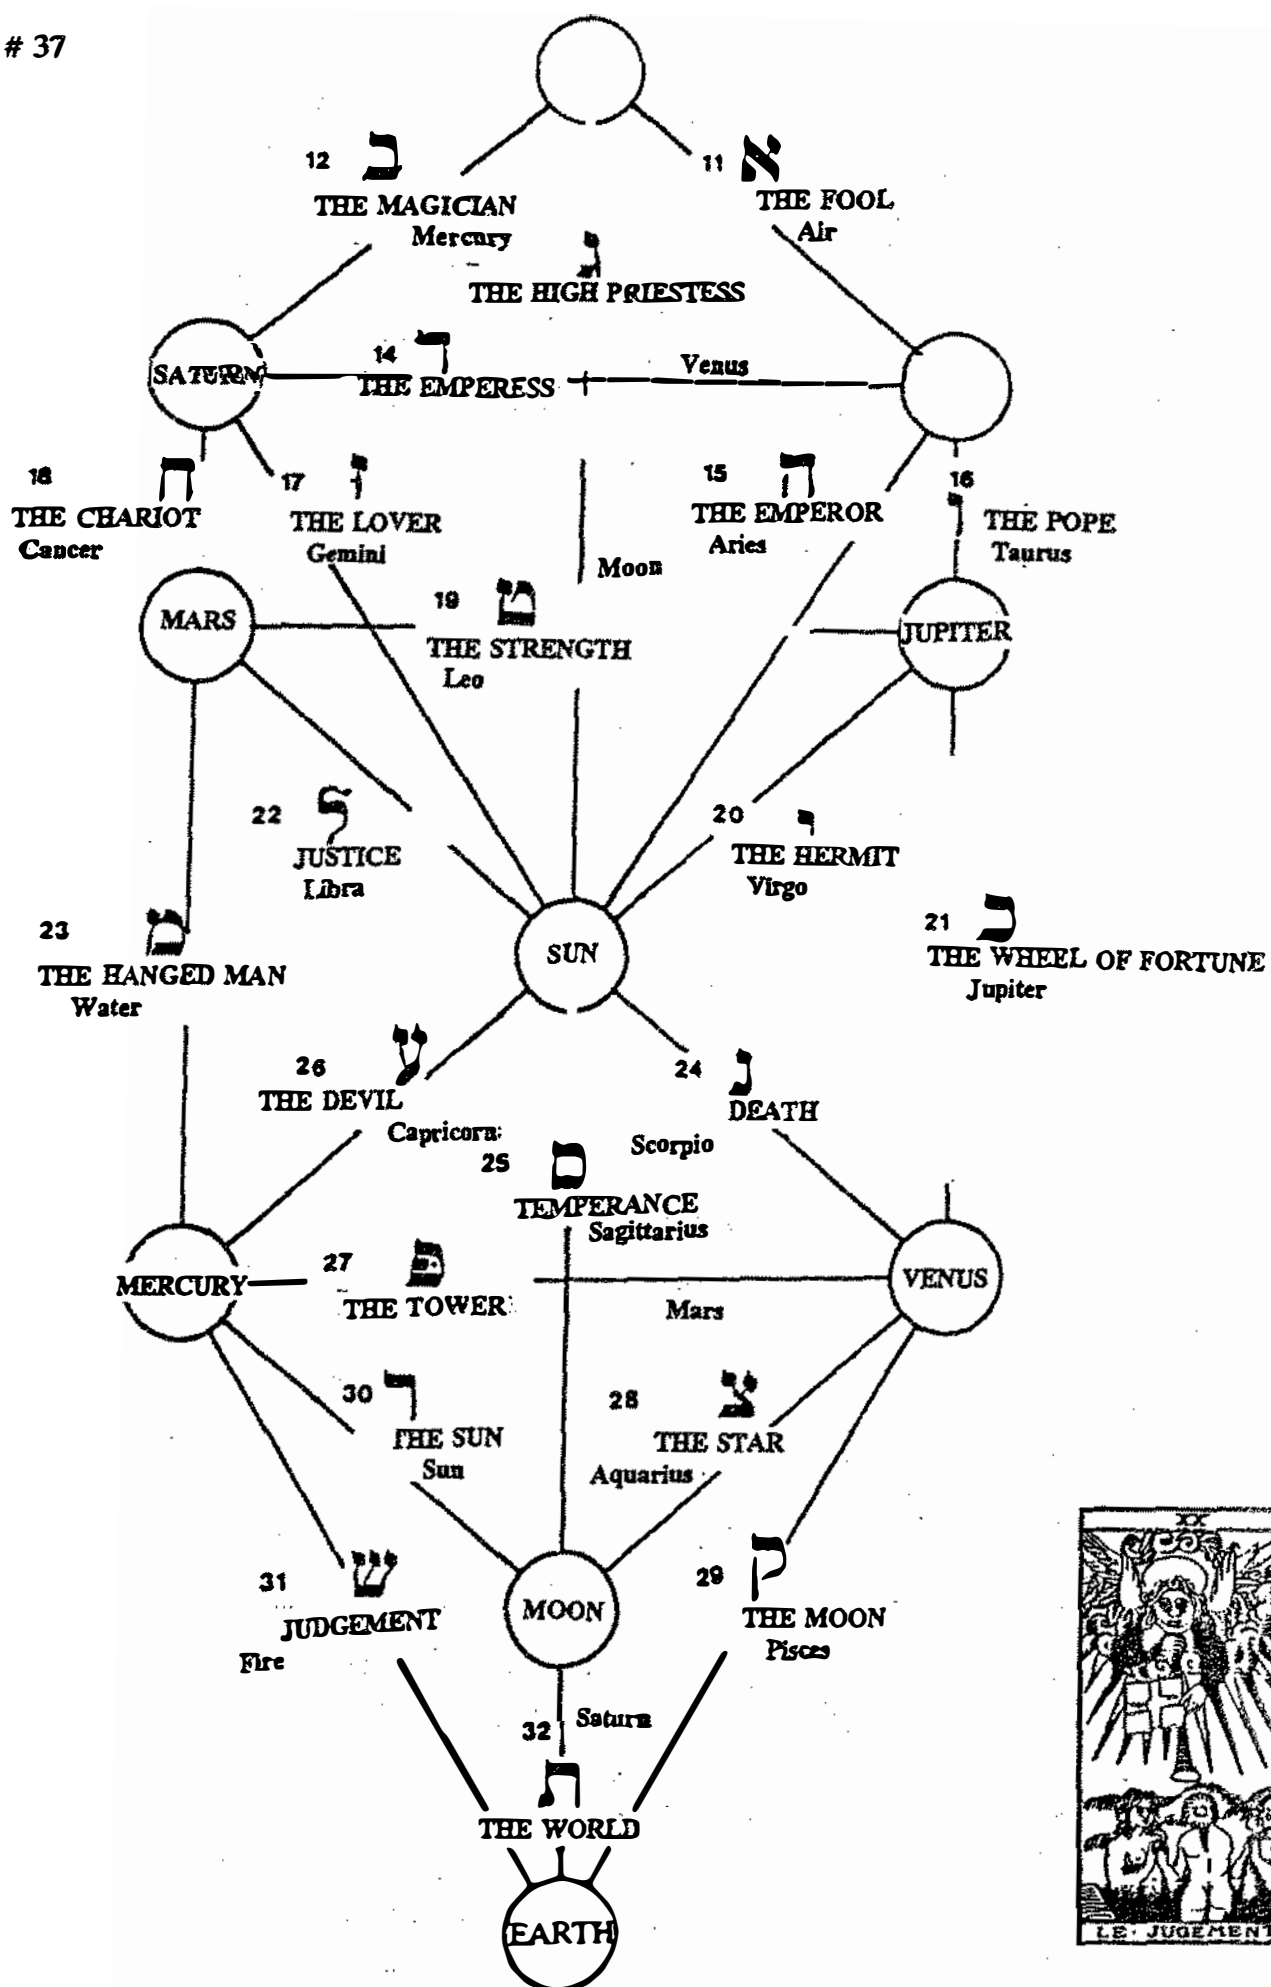 # 37
12 ב
11 א
THE MAGICIAN
Mercury
THE FOOL
Air
ג
THE HIGH PRIESTESS
14 ד
Venus
SATURN
THE EMPERESS
18 ח
THE CHARIOT
Cancer
17 ז
THE LOVER
Gemini
15 ה
THE EMPEROR
Aries
16
ו
THE POPE
Taurus
Moon
MARS
19 ט
THE STRENGTH
Leo
JUPITER
22 ל
JUSTICE
Libra
20 י
THE HERMIT
Virgo
23 מ
THE HANGED MAN
Water
SUN
21 כ
THE WHEEL OF FORTUNE
Jupiter
26 ע
THE DEVIL
Capricorn
24 נ
DEATH
Scorpio
25 ס
TEMPERANCE
Sagittarius
MERCURY
27 פ
THE TOWER
Mars
VENUS
30 ר
THE SUN
Sun
28 צ
THE STAR
Aquarius
31 ש
JUDGEMENT
Fire
MOON
29 ק
THE MOON
Pisces
Saturn
32
ת
THE WORLD
EARTH
XX
LE JUGEMENT